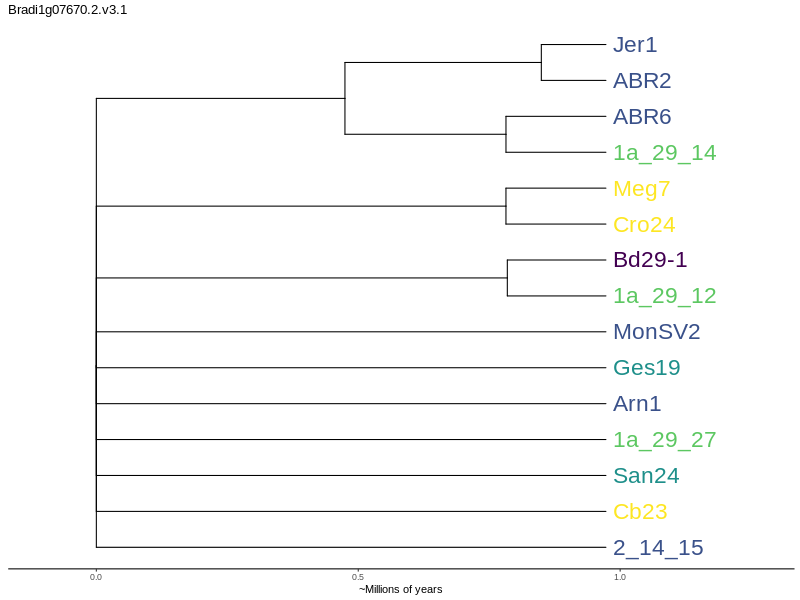 Bradi1g07670.2.v3.1
Jer1
ABR2
ABR6
1a_29_14
Meg7
Cro24
Bd29-1
1a_29_12
MonSV2
Ges19
Arn1
1a_29_27
San24
Cb23
2_14_15
0.0 0.5 1.0
~Millions of years